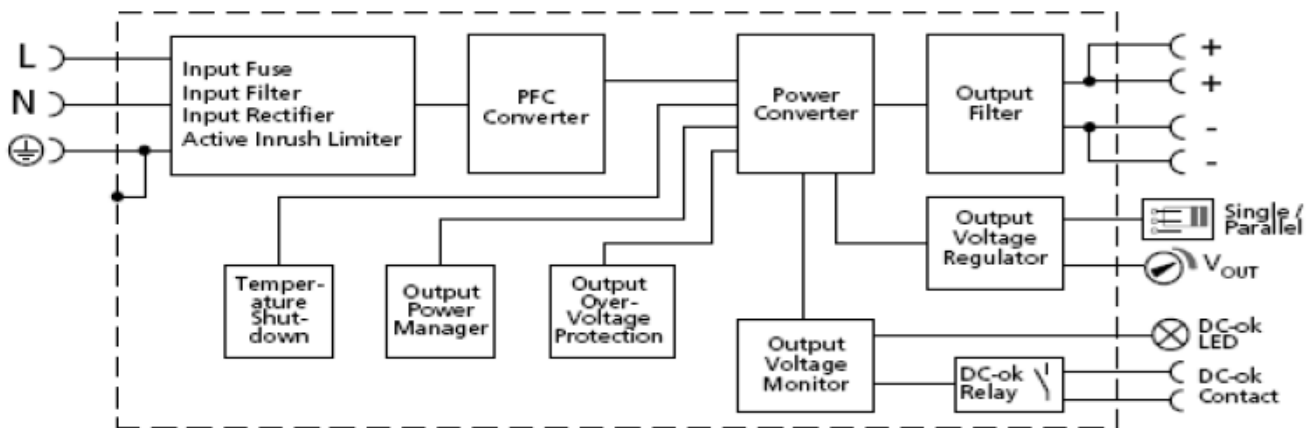 L
N
Input Fuse
Input Filter
Input Rectifier
Active Inrush Limiter
PFC
Converter
Power
Converter
Output
Filter
+
+
-
-
Output
Voltage
Regulator
Single /
Parallel
VOUT
Temper-
ature
Shut-
down
Output
Power
Manager
Output
Over-
Voltage
Protection
Output
Voltage
Monitor
DC-ok
LED
DC-ok
Relay
DC-ok
Contact